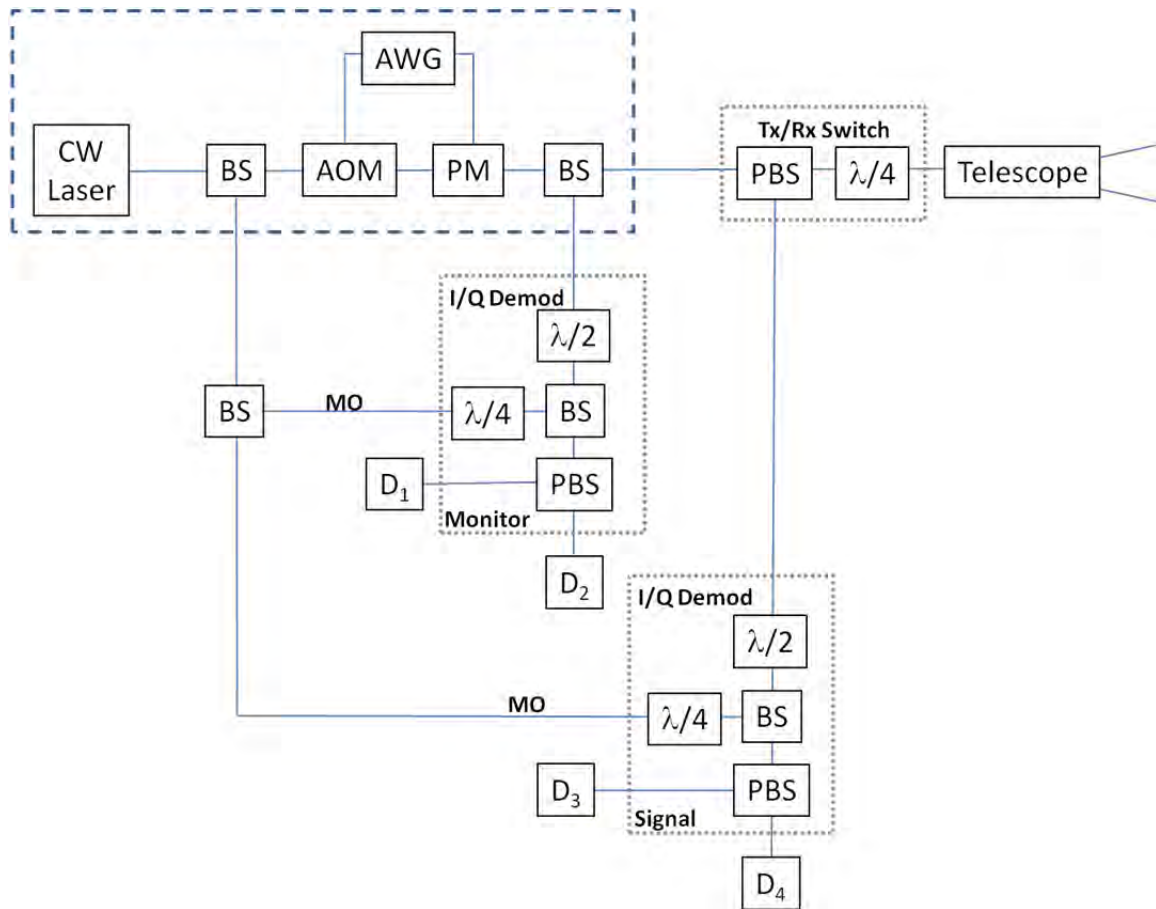 AWG
Tx/Rx Switch
CW
Laser
BS
AOM
PM
BS
PBS
λ/4
Telescope
I/Q Demod
λ/2
BS
MO
λ/4
BS
D₁
PBS
Monitor
D₂
I/Q Demod
λ/2
MO
λ/4
BS
D₃
PBS
Signal
D₄